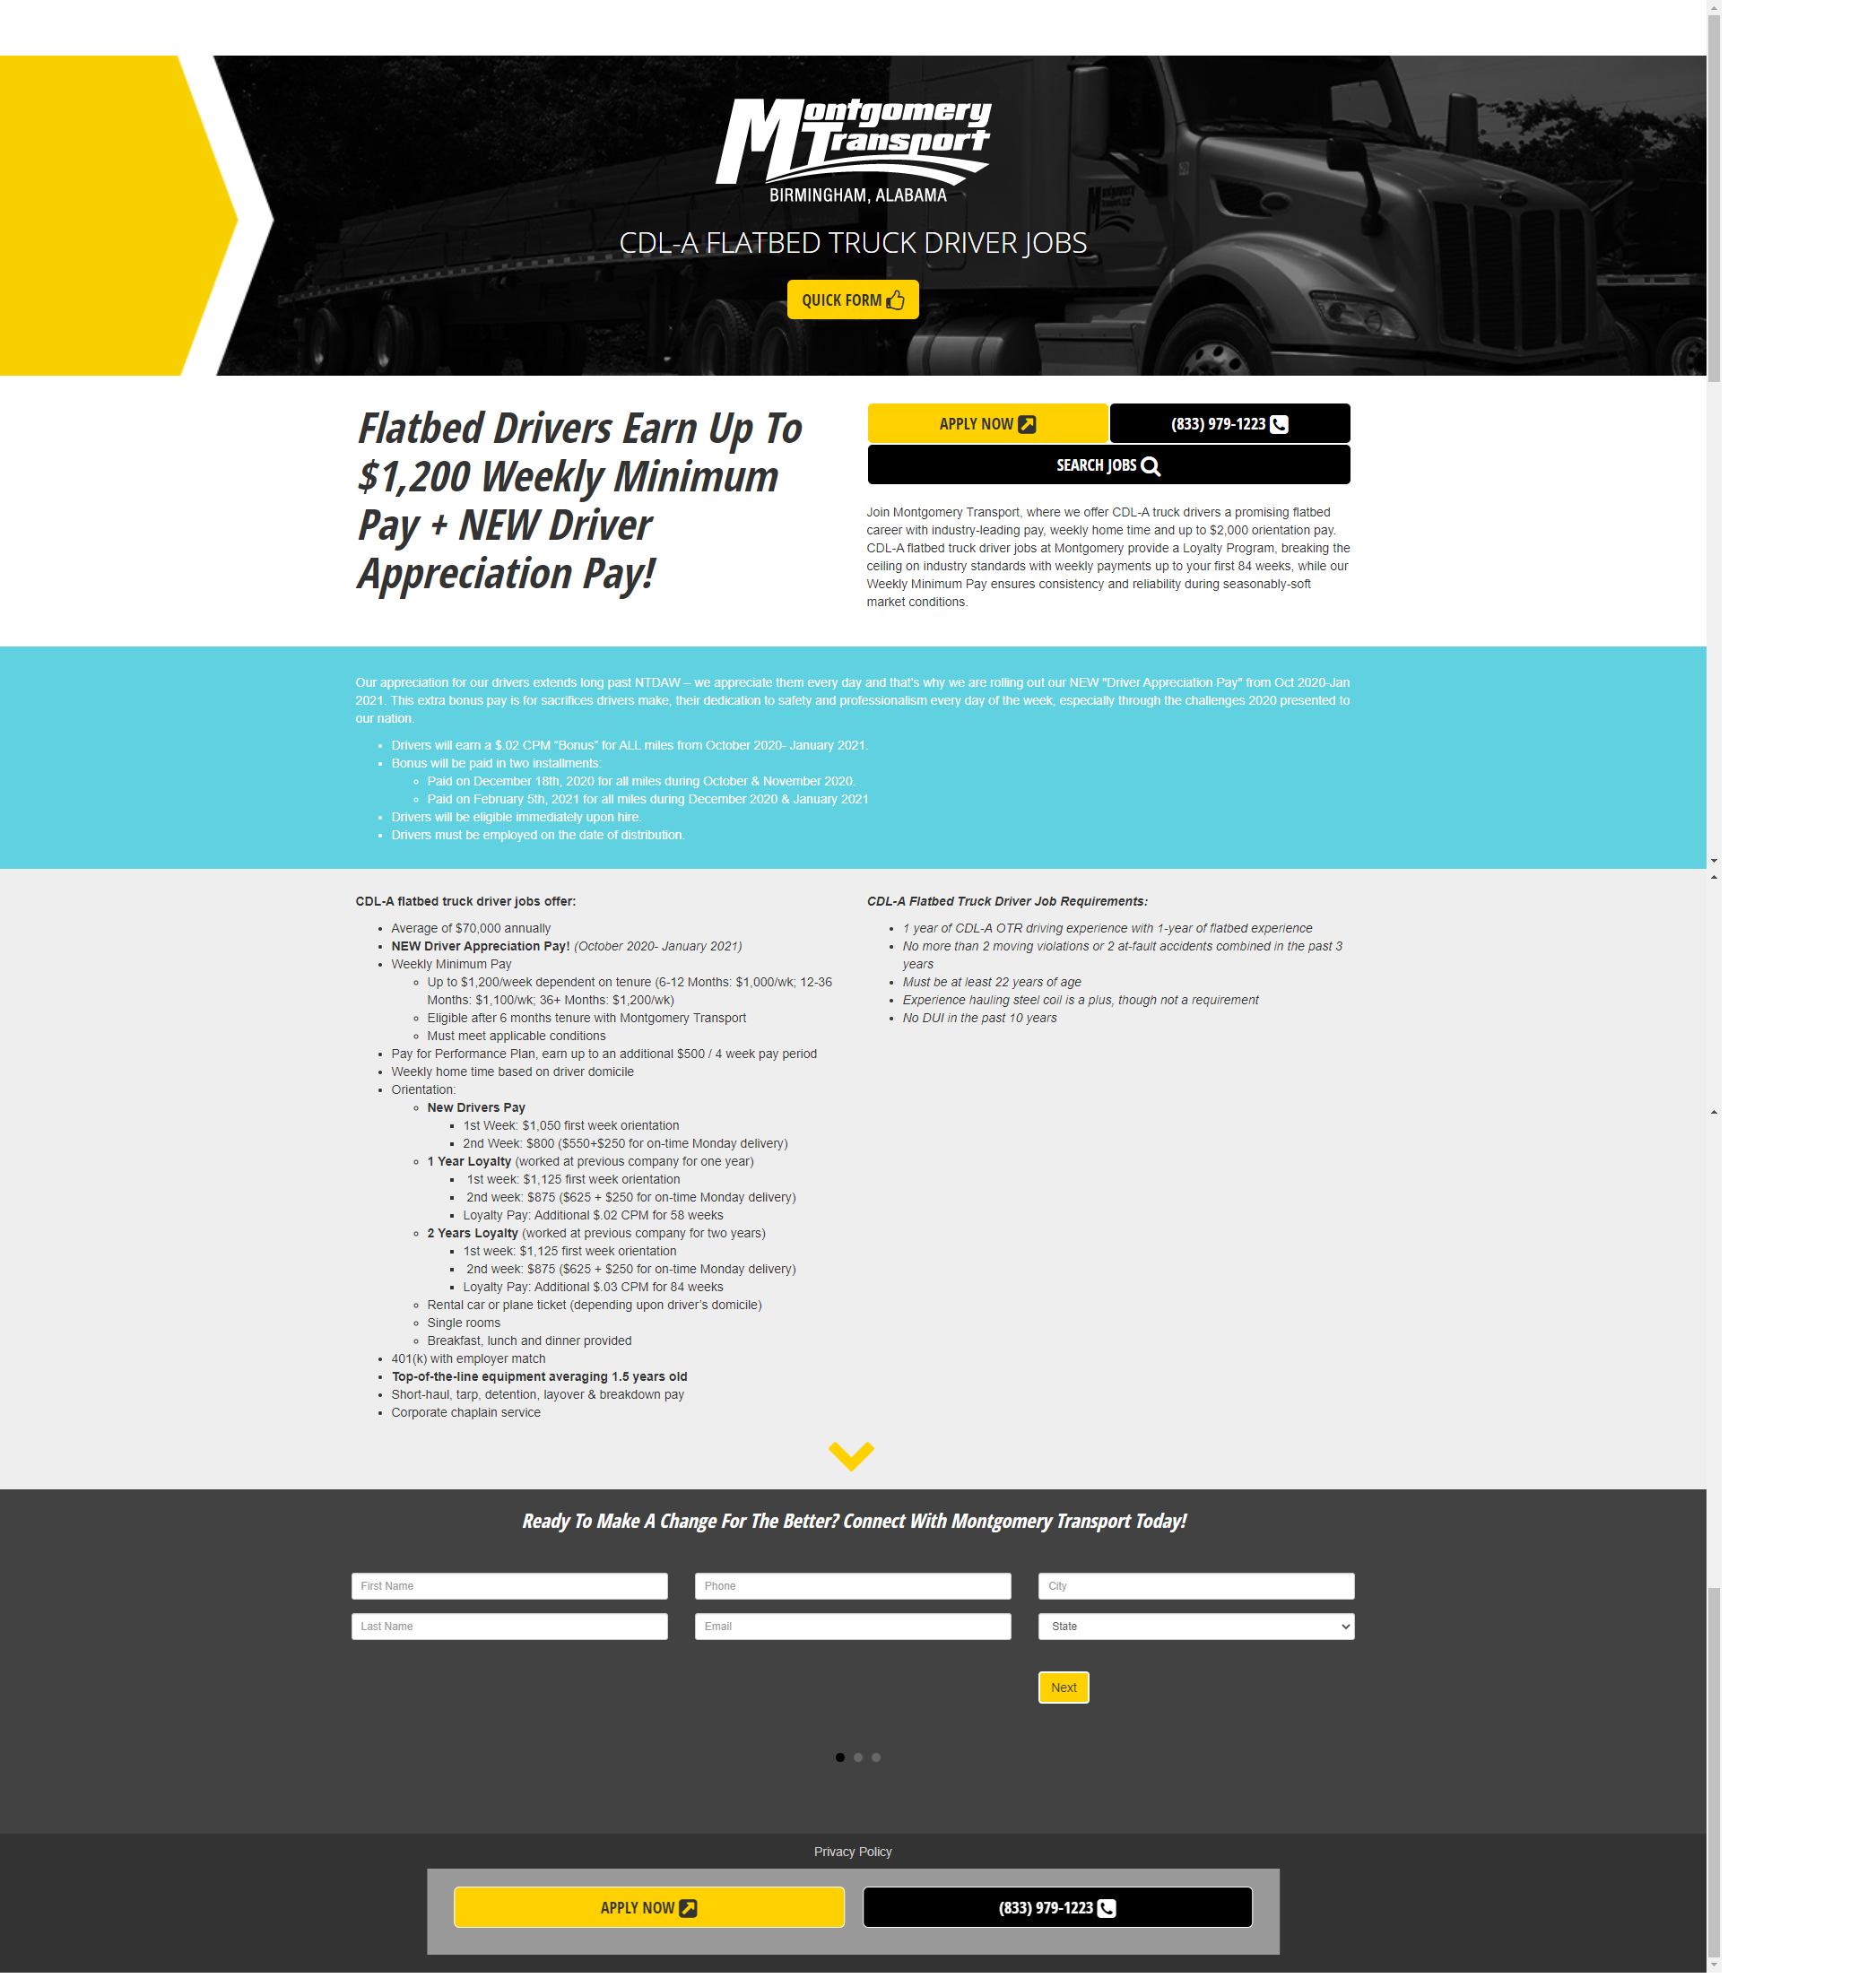 Montgomery
Transport
BIRMINGHAM, ALABAMA
CDL-A FLATBED TRUCK DRIVER JOBS
QUICK FORM
Flatbed Drivers Earn Up To
$1,200 Weekly Minimum
Pay + NEW Driver
Appreciation Pay!
APPLY NOW
(833) 979-1223
SEARCH JOBS
Join Montgomery Transport, where we offer CDL-A truck drivers a promising flatbed
career with industry-leading pay, weekly home time and up to $2,000 orientation pay.
CDL-A flatbed truck driver jobs at Montgomery provide a Loyalty Program, breaking the
ceiling on industry standards with weekly payments up to your first 84 weeks, while our
Weekly Minimum Pay ensures consistency and reliability during seasonably-soft
market conditions.
Our appreciation for our drivers extends long past NTDAW – we appreciate them every day and that's why we are rolling out our NEW "Driver Appreciation Pay" from Oct 2020-Jan
2021. This extra bonus pay is for sacrifices drivers make, their dedication to safety and professionalism every day of the week, especially through the challenges 2020 presented to
our nation.
Drivers will earn a $.02 CPM "Bonus" for ALL miles from October 2020- January 2021.
Bonus will be paid in two installments:
Paid on December 18th, 2020 for all miles during October & November 2020.
Paid on February 5th, 2021 for all miles during December 2020 & January 2021
Drivers will be eligible immediately upon hire.
Drivers must be employed on the date of distribution.
CDL-A flatbed truck driver jobs offer:
Average of $70,000 annually
NEW Driver Appreciation Pay! (October 2020- January 2021)
Weekly Minimum Pay
Up to $1,200/week dependent on tenure (6-12 Months: $1,000/wk; 12-36
Months: $1,100/wk; 36+ Months: $1,200/wk)
Eligible after 6 months tenure with Montgomery Transport
Must meet applicable conditions
Pay for Performance Plan, earn up to an additional $500 / 4 week pay period
Weekly home time based on driver domicile
Orientation:
New Drivers Pay
1st Week: $1,050 first week orientation
2nd Week: $800 ($550+$250 for on-time Monday delivery)
1 Year Loyalty (worked at previous company for one year)
1st week: $1,125 first week orientation
2nd week: $875 ($625 + $250 for on-time Monday delivery)
Loyalty Pay: Additional $.02 CPM for 58 weeks
2 Years Loyalty (worked at previous company for two years)
1st week: $1,125 first week orientation
2nd week: $875 ($625 + $250 for on-time Monday delivery)
Loyalty Pay: Additional $.03 CPM for 84 weeks
Rental car or plane ticket (depending upon driver's domicile)
Single rooms
Breakfast, lunch and dinner provided
401(k) with employer match
Top-of-the-line equipment averaging 1.5 years old
Short-haul, tarp, detention, layover & breakdown pay
Corporate chaplain service
CDL-A Flatbed Truck Driver Job Requirements:
1 year of CDL-A OTR driving experience with 1-year of flatbed experience
No more than 2 moving violations or 2 at-fault accidents combined in the past 3
years
Must be at least 22 years of age
Experience hauling steel coil is a plus, though not a requirement
No DUI in the past 10 years
Ready To Make A Change For The Better? Connect With Montgomery Transport Today!
First Name
Phone
City
Last Name
Email
State
Next
Privacy Policy
APPLY NOW
(833) 979-1223